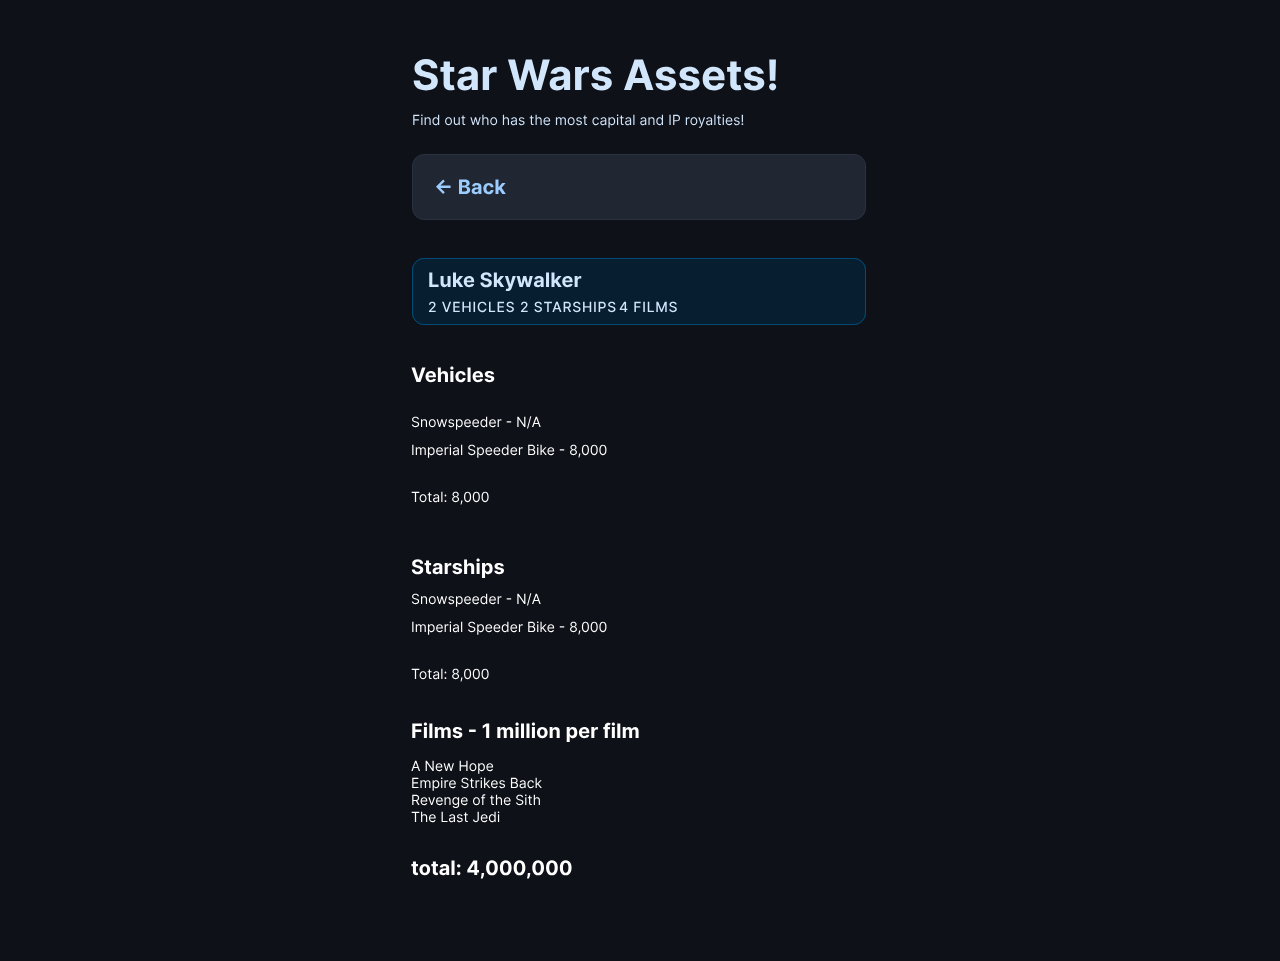 Star Wars Assets!
Find out who has the most capital and IP royalties!
← Back
Luke Skywalker
2 VEHICLES 2 STARSHIPS 4 FILMS
Vehicles
Snowspeeder - N/A
Imperial Speeder Bike - 8,000
Total: 8,000
Starships
Snowspeeder - N/A
Imperial Speeder Bike - 8,000
Total: 8,000
Films - 1 million per film
A New Hope
Empire Strikes Back
Revenge of the Sith
The Last Jedi
total: 4,000,000